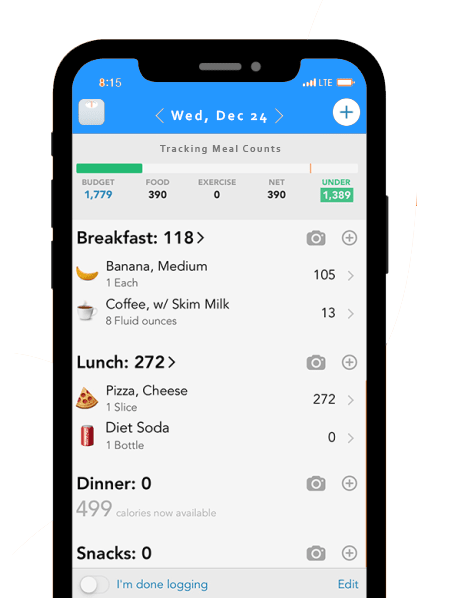 8:15 LTE
Wed, Dec 24
Tracking Meal Counts
BUDGET FOOD EXERCISE NET UNDER
1,779 390 0 390 1,389
Breakfast: 118
Banana, Medium 105
1 Each
Coffee, w/ Skim Milk 13
8 Fluid ounces
Lunch: 272
Pizza, Cheese 272
1 Slice
Diet Soda 0
1 Bottle
Dinner: 0
499 calories now available
Snacks: 0
I'm done logging Edit